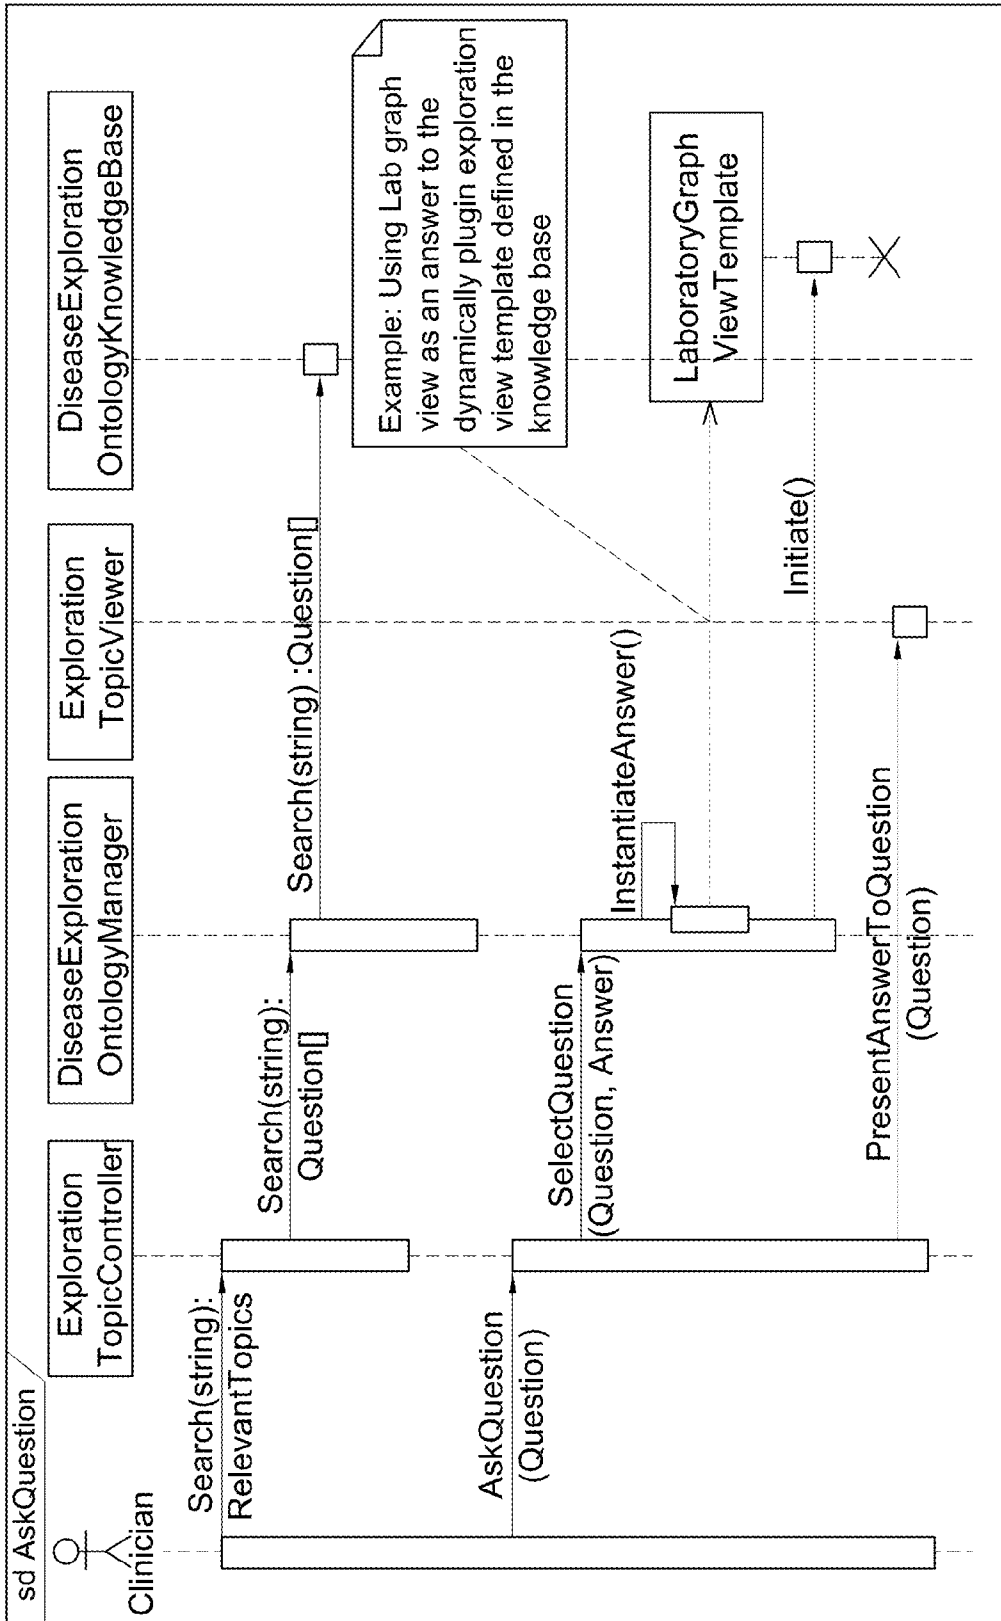 sd AskQuestion
Clinician
Exploration
TopicController
DiseaseExploration
OntologyManager
Exploration
TopicViewer
DiseaseExploration
OntologyKnowledgeBase
Search(string):
RelevantTopics
Search(string):
Question[]
Search(string) :Question[]
Example: Using Lab graph
view as an answer to the
dynamically plugin exploration
view template defined in the
knowledge base
AskQuestion
(Question)
SelectQuestion
(Question, Answer)
InstantiateAnswer()
LaboratoryGraph
ViewTemplate
Initiate()
PresentAnswerToQuestion
(Question)